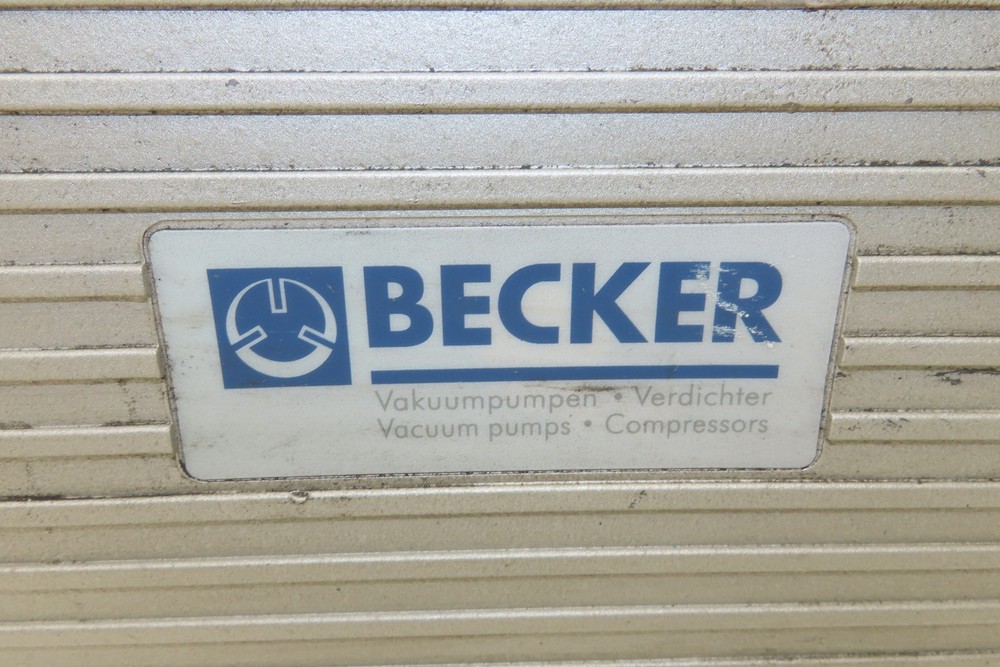 BECKER
Vakuumpumpen • Verdichter
Vacuum pumps • Compressors